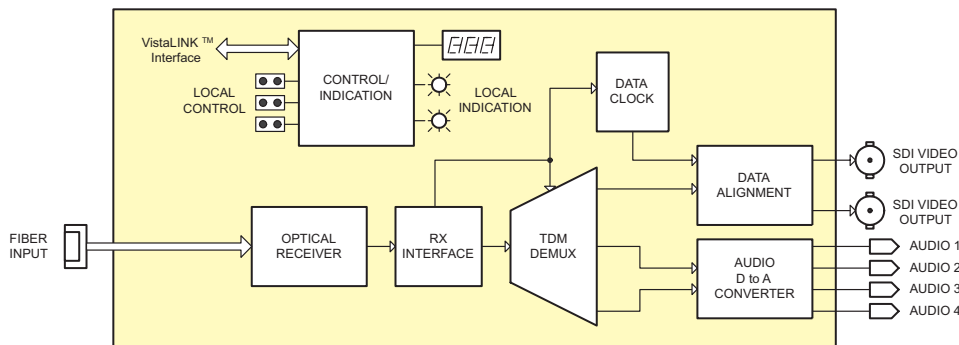 VistaLINK ™
Interface
LOCAL
CONTROL
CONTROL/
INDICATION
LOCAL
INDICATION
DATA
CLOCK
DATA
ALIGNMENT
SDI VIDEO
OUTPUT
SDI VIDEO
OUTPUT
FIBER
INPUT
OPTICAL
RECEIVER
RX
INTERFACE
TDM
DEMUX
AUDIO
D to A
CONVERTER
AUDIO 1
AUDIO 2
AUDIO 3
AUDIO 4